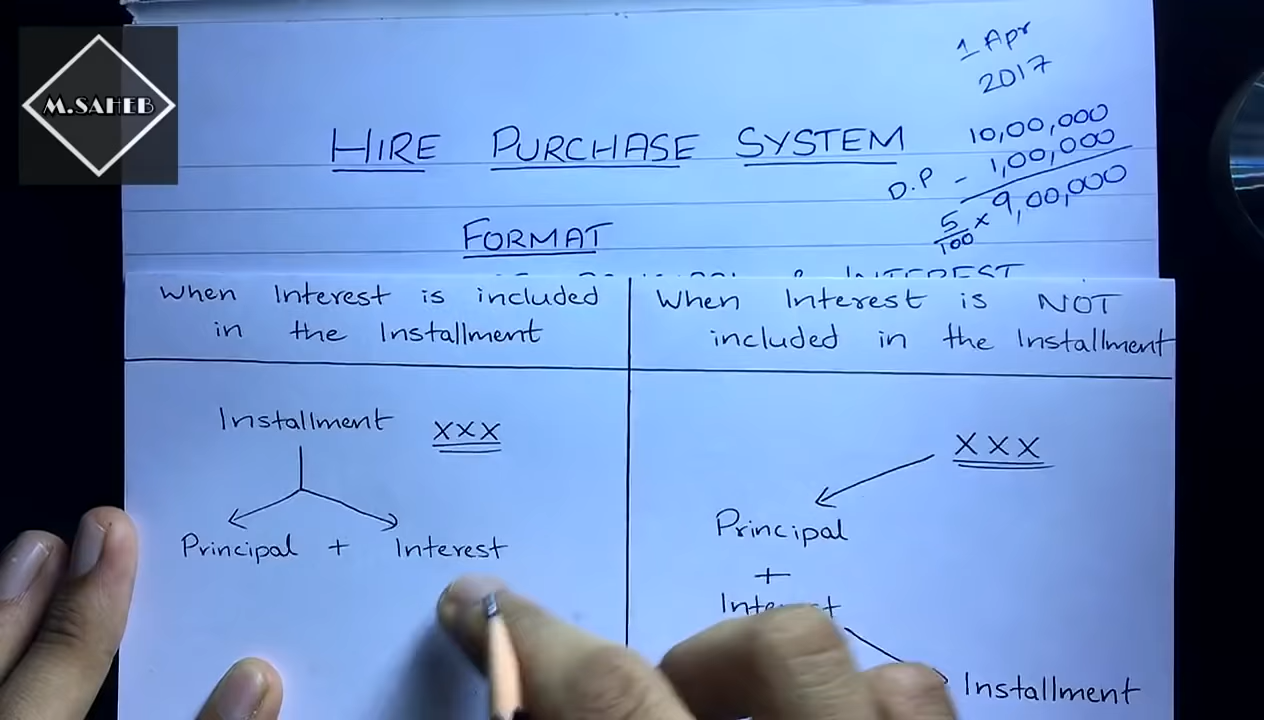 M.SAHEB
1 Apr
2017
HIRE PURCHASE SYSTEM
10,00,000
D.P - 1,00,000
5/100 × 9,00,000
FORMAT
& INTEREST
When Interest is included
in the Installment
When Interest is NOT
included in the Installment
Installment XXX
XXX
Principal + Interest
Principal
+
Installment